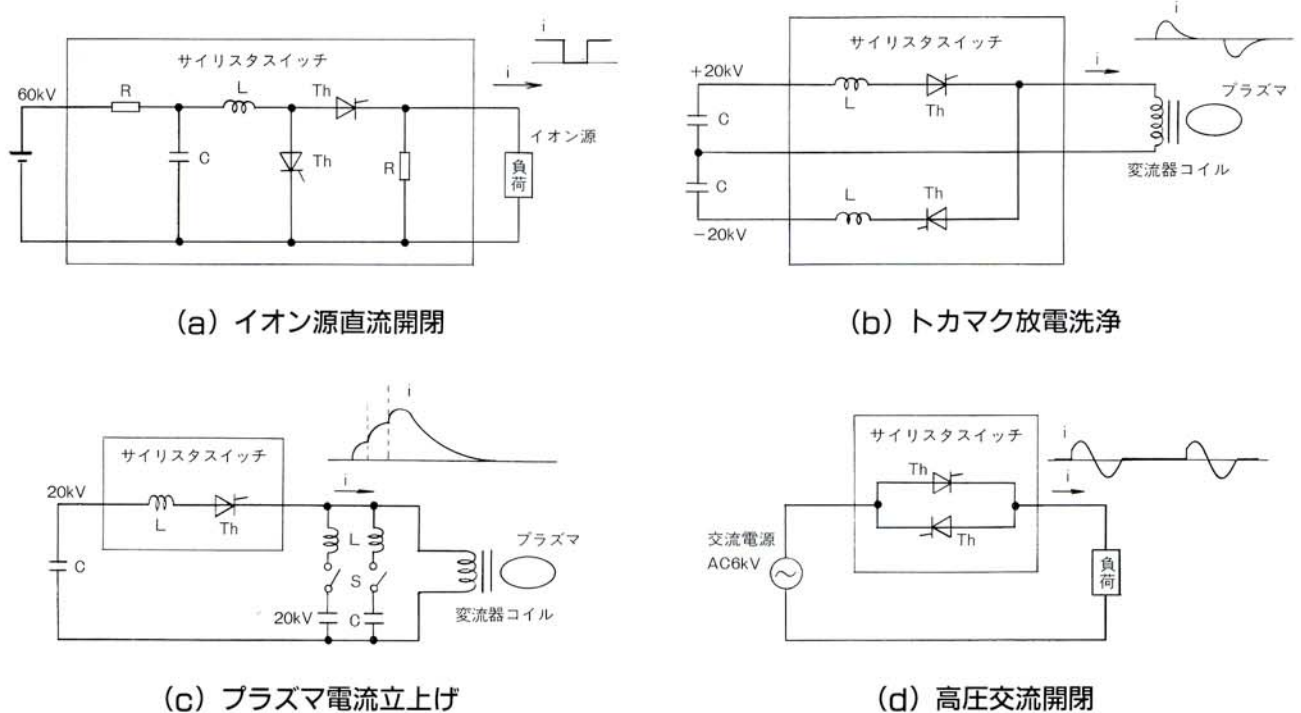 i
サイリスタスイッチ
60kV
R
L
Th
i
C
Th
R
イオン源
負荷
(a) イオン源直流開閉
i
サイリスタスイッチ
+20kV
L
Th
i
プラズマ
C
C
変流器コイル
L
Th
−20kV
(b) トカマク放電洗浄
i
サイリスタスイッチ
20kV
L
Th
i
C
L
S
20kV
C
プラズマ
変流器コイル
(c) プラズマ電流立上げ
サイリスタスイッチ
i
Th
i
Th
交流電源
AC6kV
負荷
(d) 高圧交流開閉